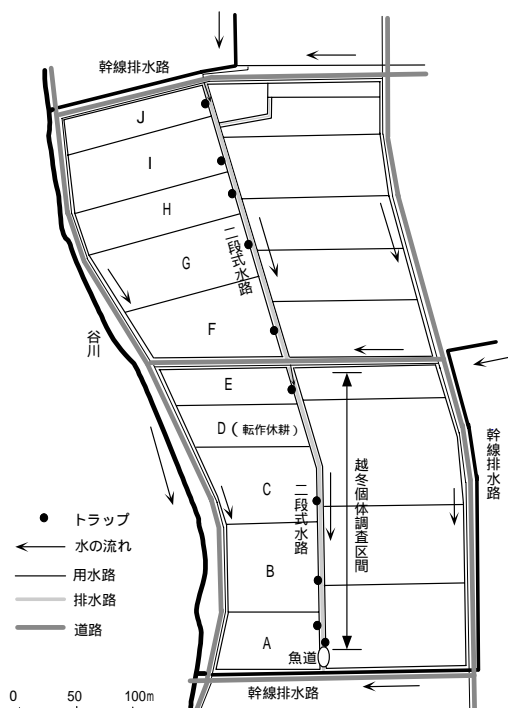 幹線排水路
J
I
H
G
二段式水路
F
谷川
E
D(転作休耕)
越冬個体調査区間
幹線排水路
C
二段式水路
B
A
魚道
幹線排水路
トラップ
水の流れ
用水路
排水路
道路
0 50 100m